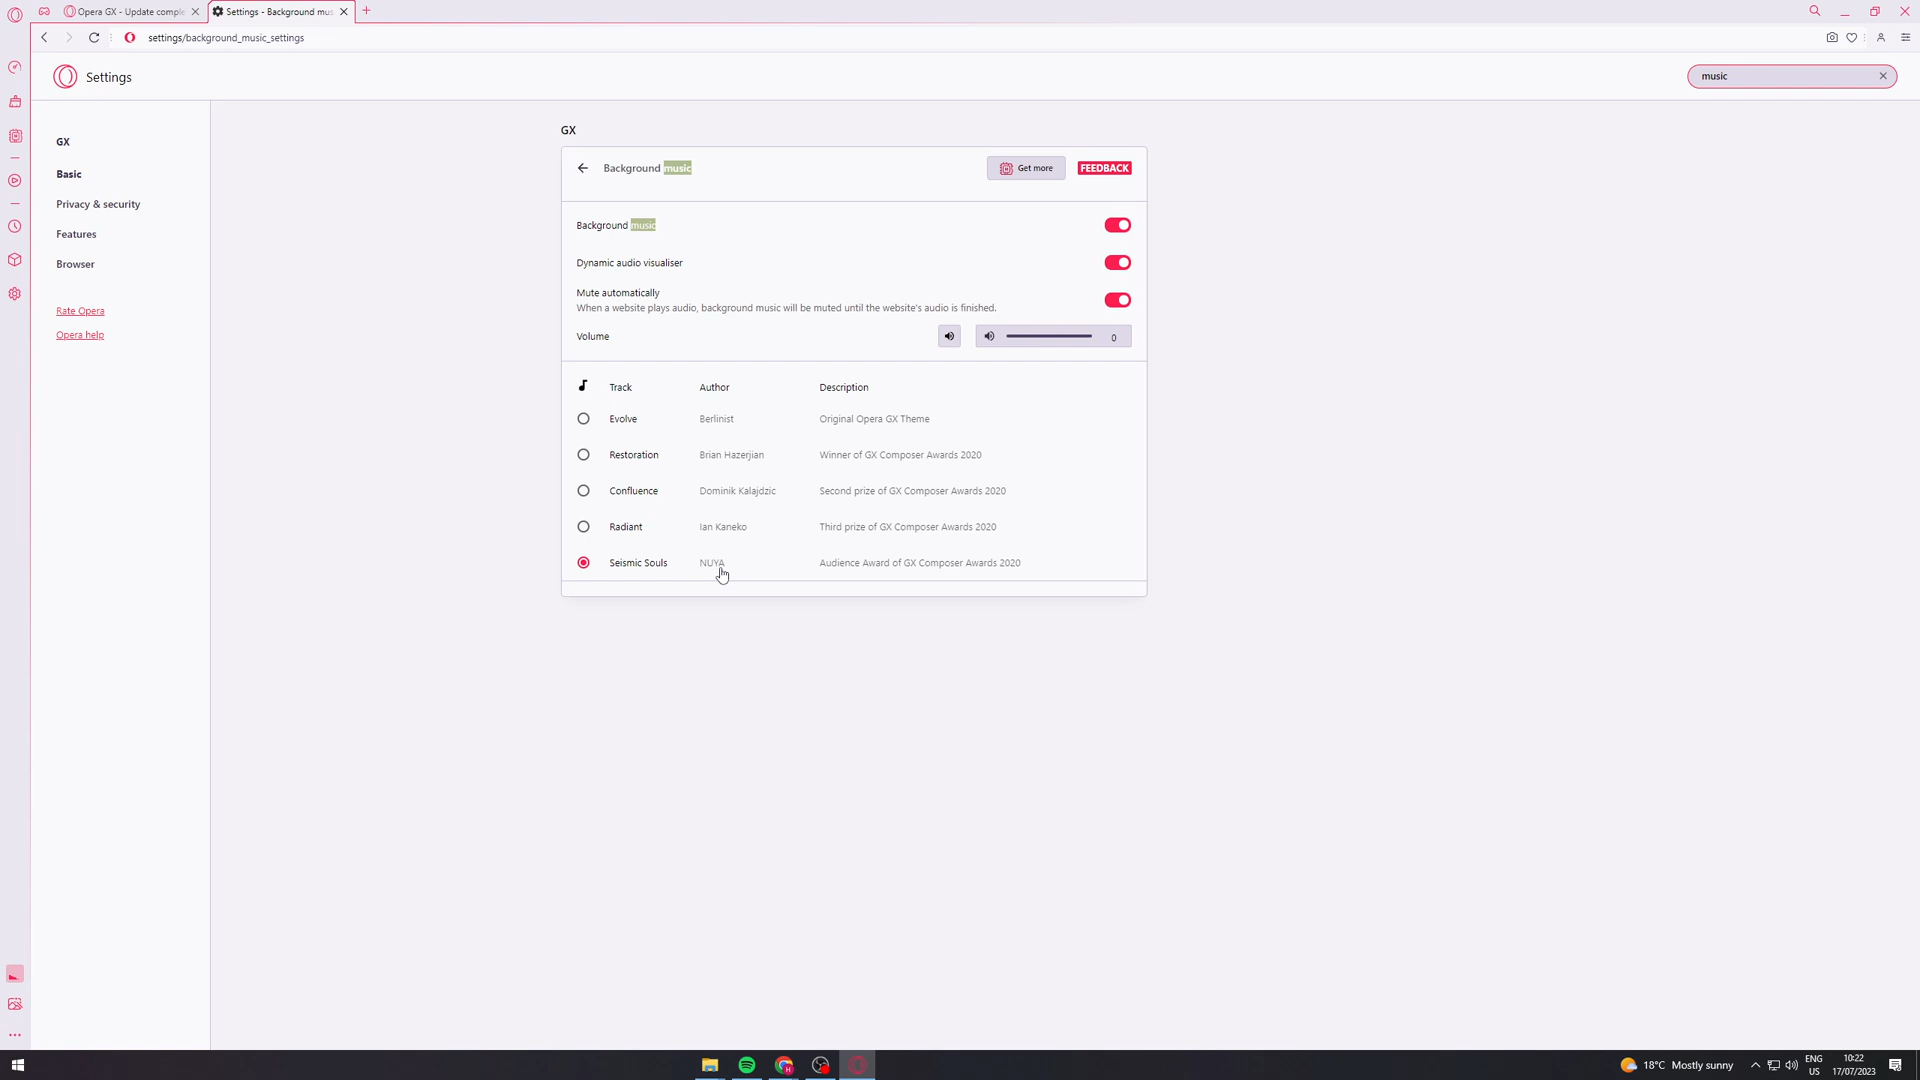 Opera GX - Update comple
Settings - Background mus
settings/background_music_settings
Settings
music
GX
Basic
Privacy & security
Features
Browser
Rate Opera
Opera help
GX
Background music
Get more
FEEDBACK
Background music
Dynamic audio visualiser
Mute automatically
When a website plays audio, background music will be muted until the website's audio is finished.
Volume
0
Track Author Description
Evolve Berlinist Original Opera GX Theme
Restoration Brian Hazerjian Winner of GX Composer Awards 2020
Confluence Dominik Kalajdzic Second prize of GX Composer Awards 2020
Radiant Ian Kaneko Third prize of GX Composer Awards 2020
Seismic Souls NUYA Audience Award of GX Composer Awards 2020
18°C Mostly sunny
ENG
US
10:22
17/07/2023